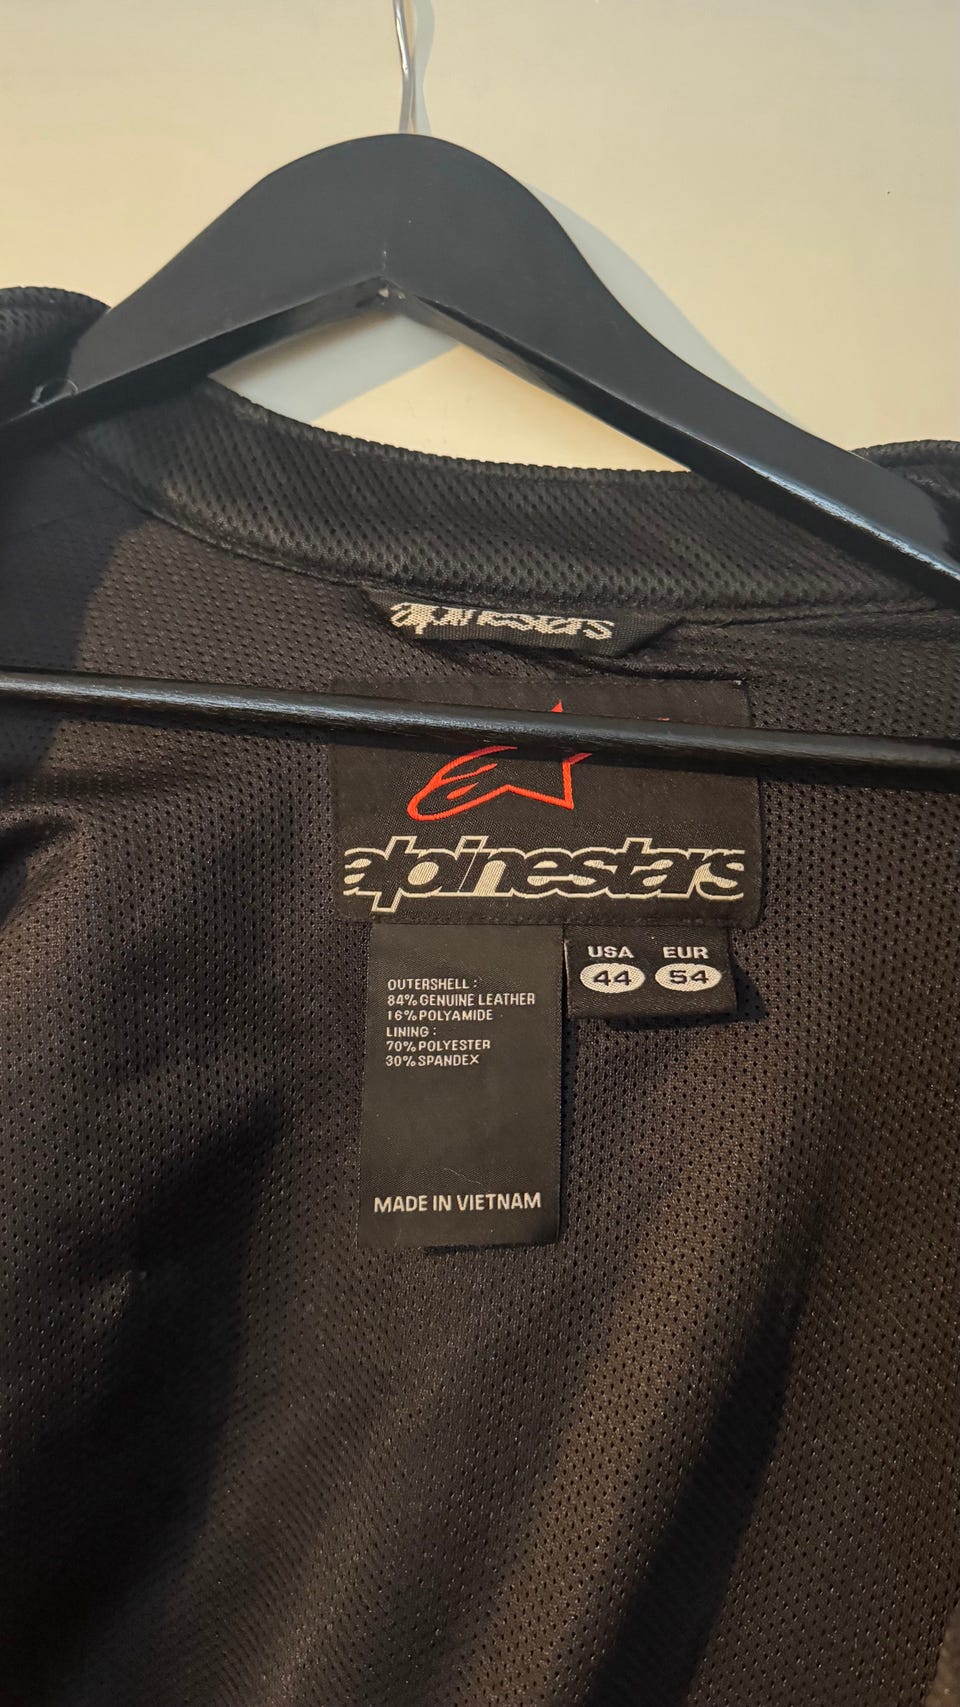 alpinestars
alpinestars
USA EUR
44 54
OUTERSHELL :
84% GENUINE LEATHER
16% POLYAMIDE
LINING :
70% POLYESTER
30% SPANDEX
MADE IN VIETNAM